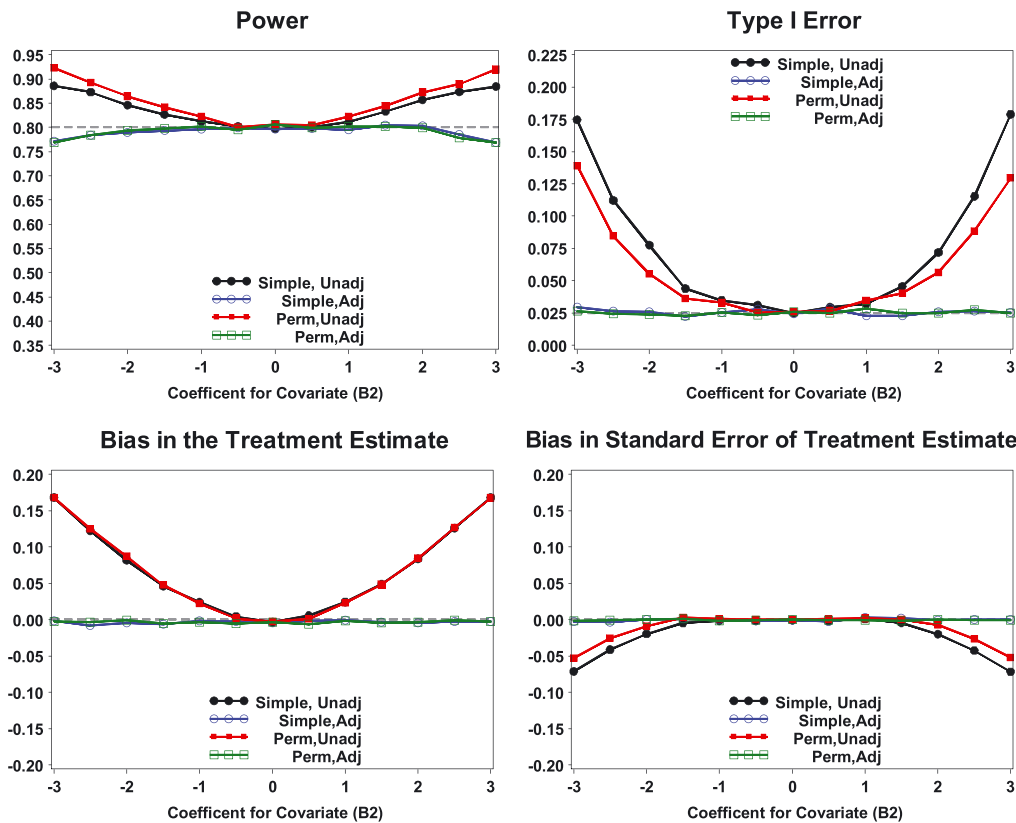 Power
0.95
0.90
0.85
0.80
0.75
0.70
0.65
0.60
0.55
0.50
0.45
0.40
0.35
Simple, Unadj
Simple,Adj
Perm,Unadj
Perm,Adj
-3 -2 -1 0 1 2 3
Coefficent for Covariate (B2)
Type I Error
0.225
0.200
0.175
0.150
0.125
0.100
0.075
0.050
0.025
0.000
Simple, Unadj
Simple,Adj
Perm,Unadj
Perm,Adj
-3 -2 -1 0 1 2 3
Coefficent for Covariate (B2)
Bias in the Treatment Estimate
0.20
0.15
0.10
0.05
0.00
-0.05
-0.10
-0.15
-0.20
Simple, Unadj
Simple,Adj
Perm,Unadj
Perm,Adj
-3 -2 -1 0 1 2 3
Coefficent for Covariate (B2)
Bias in Standard Error of Treatment Estimate
0.20
0.15
0.10
0.05
0.00
-0.05
-0.10
-0.15
-0.20
Simple, Unadj
Simple,Adj
Perm,Unadj
Perm,Adj
-3 -2 -1 0 1 2 3
Coefficent for Covariate (B2)